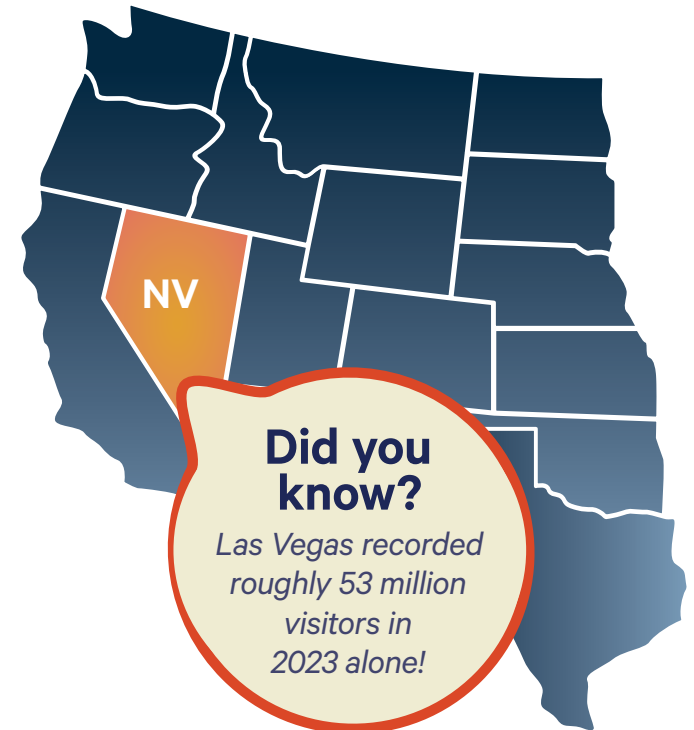 NV
Did you
know?
Las Vegas recorded
roughly 53 million
visitors in
2023 alone!